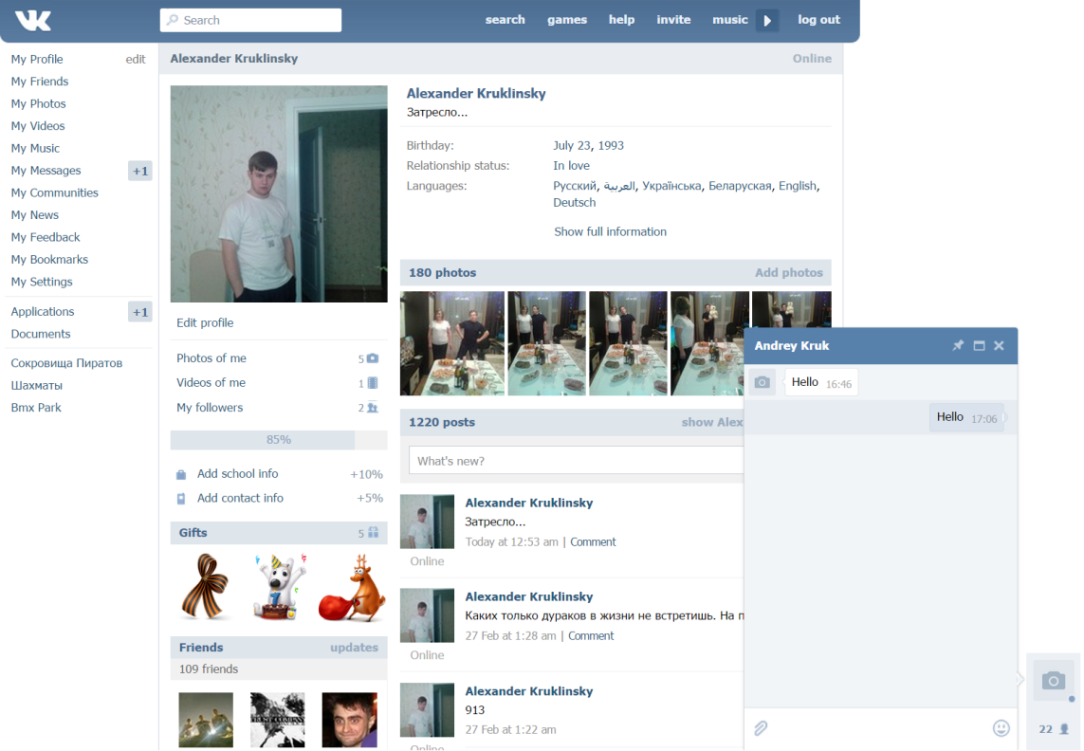 Search
search games help invite music log out
My Profile edit
My Friends
My Photos
My Videos
My Music
My Messages +1
My Communities
My News
My Feedback
My Bookmarks
My Settings
Applications +1
Documents
Сокровища Пиратов
Шахматы
Bmx Park
Alexander Kruklinsky Online
Edit profile
Photos of me 5
Videos of me 1
My followers 2
85%
Add school info +10%
Add contact info +5%
Gifts 5
Friends updates
109 friends
Alexander Kruklinsky
Затресло...
Birthday: July 23, 1993
Relationship status: In love
Languages: Русский, العربية, Українська, Беларуская, English,
Deutsch
Show full information
180 photos Add photos
1220 posts show Alex
What's new?
Alexander Kruklinsky
Затресло...
Today at 12:53 am | Comment
Online
Alexander Kruklinsky
Каких только дураков в жизни не встретишь. На п
27 Feb at 1:28 am | Comment
Online
Alexander Kruklinsky
913
27 Feb at 1:22 am
Online
Andrey Kruk
Hello 16:46
Hello 17:06
22